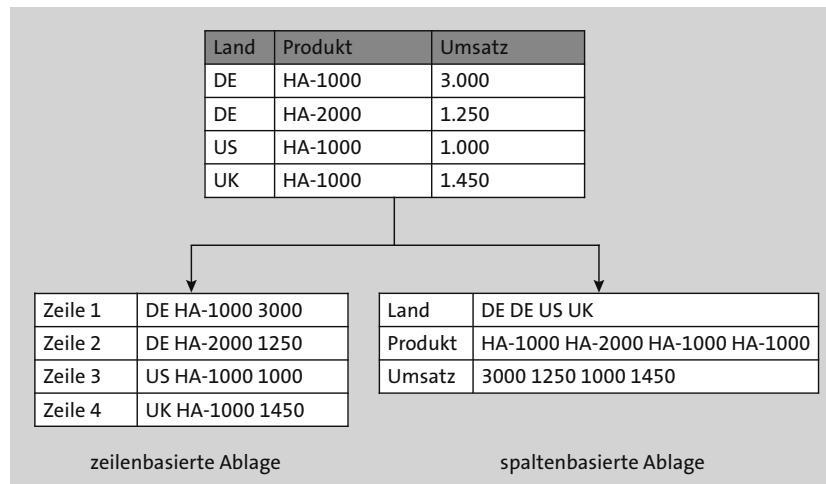 Land Produkt Umsatz
DE HA-1000 3.000
DE HA-2000 1.250
US HA-1000 1.000
UK HA-1000 1.450
Zeile 1 DE HA-1000 3000
Zeile 2 DE HA-2000 1250
Zeile 3 US HA-1000 1000
Zeile 4 UK HA-1000 1450
zeilenbasierte Ablage
Land DE DE US UK
Produkt HA-1000 HA-2000 HA-1000 HA-1000
Umsatz 3000 1250 1000 1450
spaltenbasierte Ablage